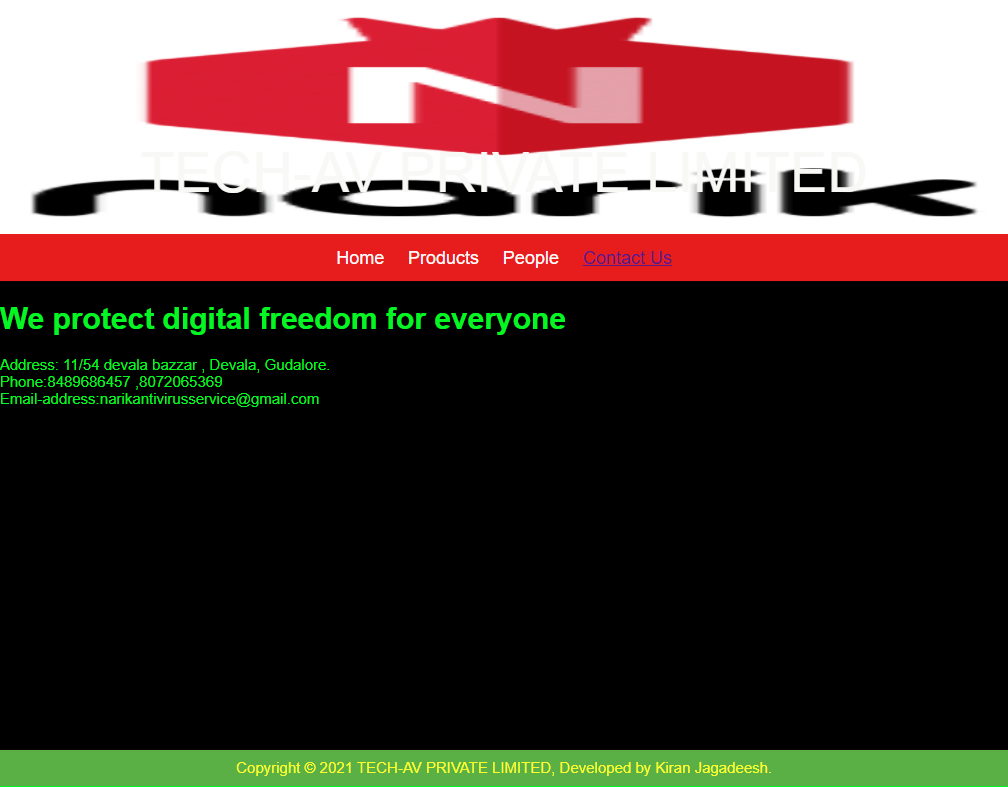 N
TECH-AV PRIVATE LIMITED
narik
Home Products People Contact Us
We protect digital freedom for everyone
Address: 11/54 devala bazzar , Devala, Gudalore.
Phone:8489686457 ,8072065369
Email-address:narikantivirusservice@gmail.com
Copyright © 2021 TECH-AV PRIVATE LIMITED, Developed by Kiran Jagadeesh.